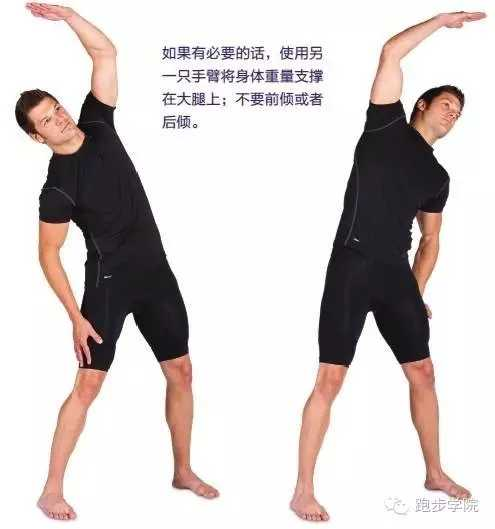 如果有必要的话，使用另
一只手臂将身体重量支撑
在大腿上；不要前倾或者
后倾。
跑步学院